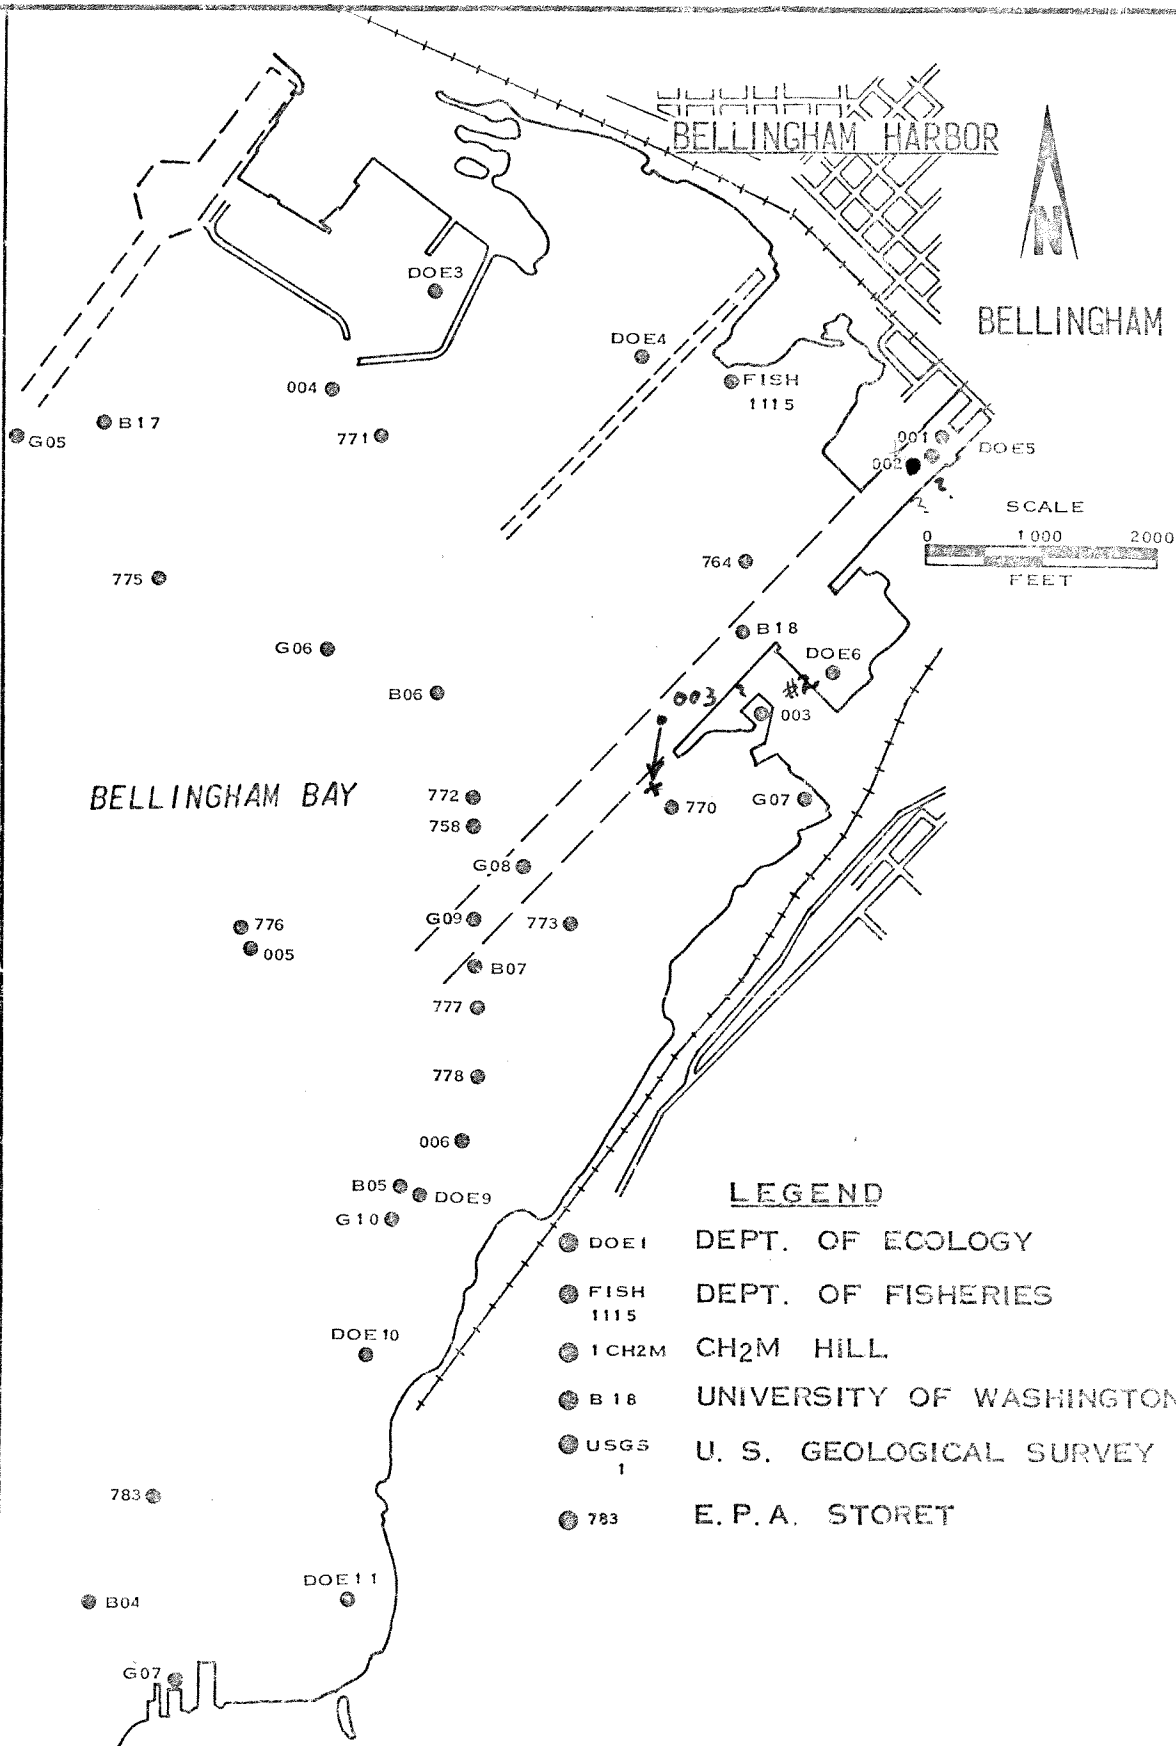 BELLINGHAM HARBOR
N
BELLINGHAM
DOE3
DOE4
004
FISH
1115
B17
G05
771
001
DOE5
002
2.
SCALE
0 1000 2000
FEET
764
775
B18
G06
DOE6
B06
003
#2
003
BELLINGHAM BAY
772
770
G07
758
G08
G09
773
776
005
B07
777
778
006
B05
DOE9
G10
LEGEND
DOE1 DEPT. OF ECOLOGY
FISH
1115 DEPT. OF FISHERIES
1 CH2M CH2M HILL
B 18 UNIVERSITY OF WASHINGTON
USGS
1 U. S. GEOLOGICAL SURVEY
783 E.P.A. STORET
DOE10
783
DOE11
B04
G07